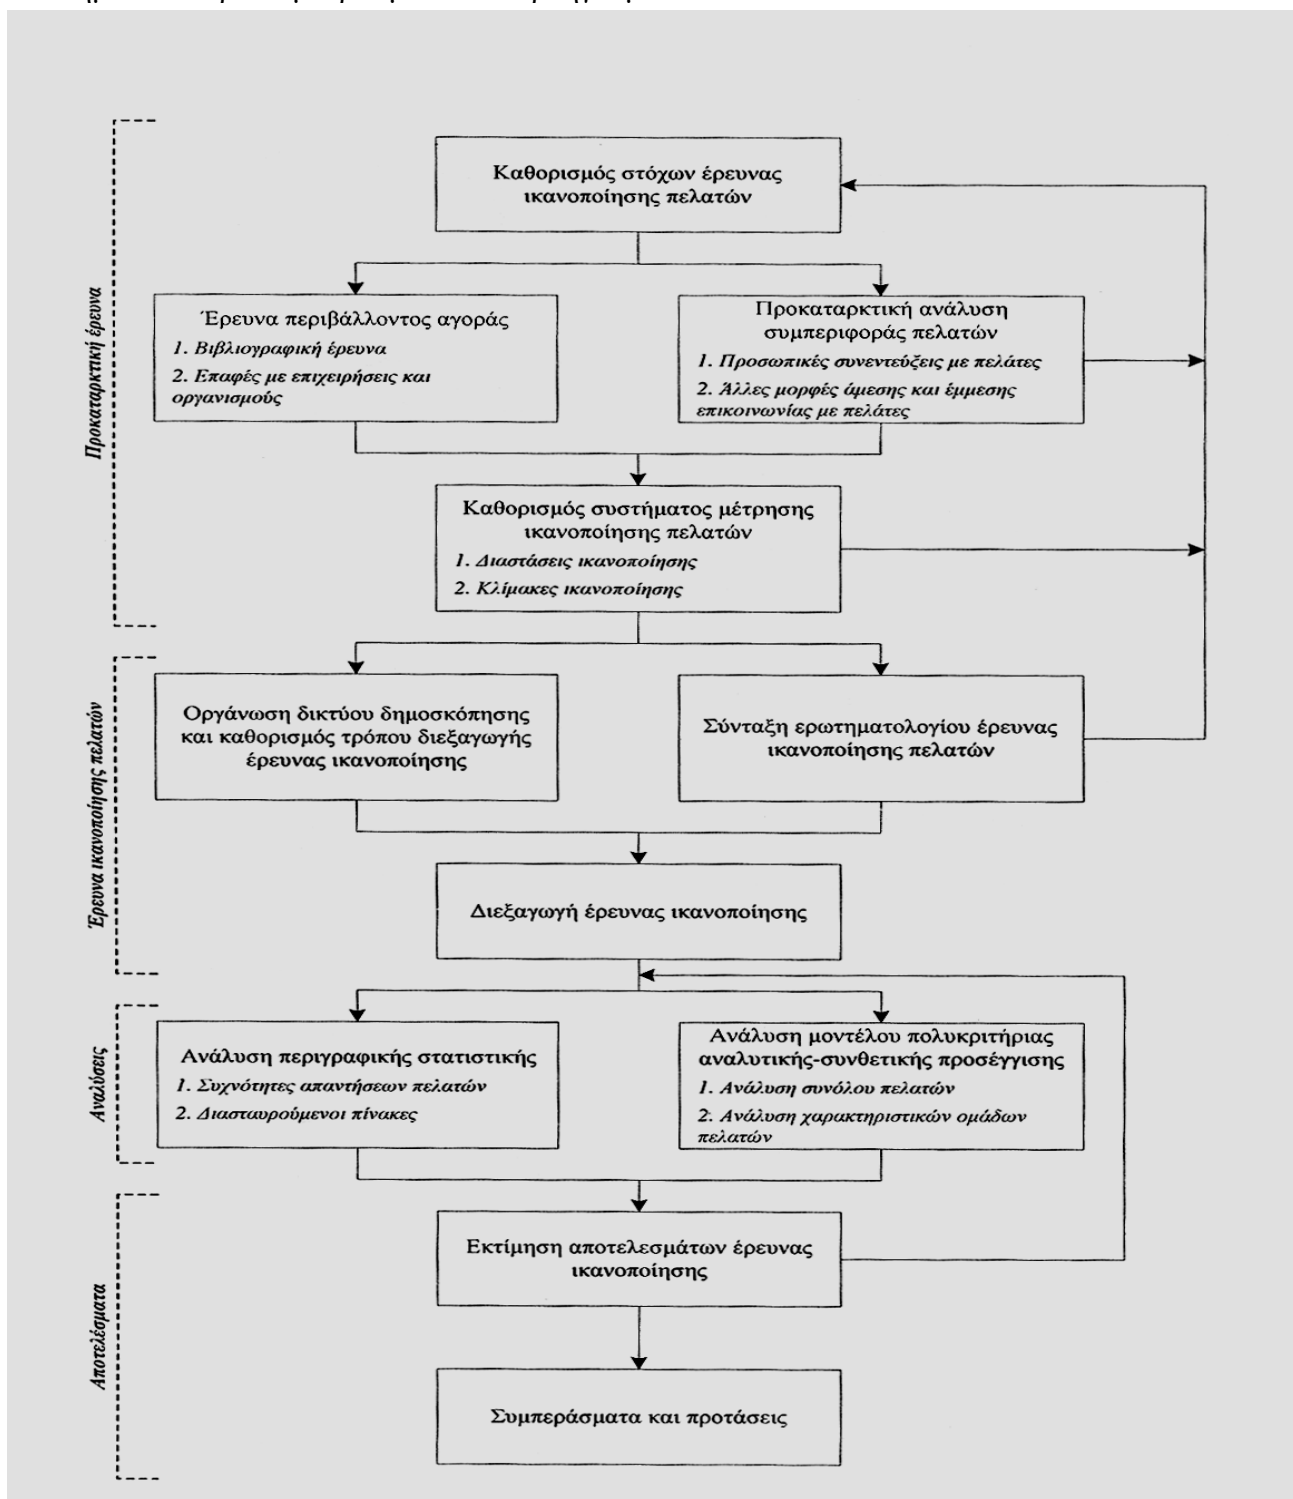 Καθορισμός στόχων έρευνας
ικανοποίησης πελατών
Προκαταρκτική έρευνα
Έρευνα περιβάλλοντος αγοράς
1. Βιβλιογραφική έρευνα
2. Επαφές με επιχειρήσεις και
οργανισμούς
Προκαταρκτική ανάλυση
συμπεριφοράς πελατών
1. Προσωπικές συνεντεύξεις με πελάτες
2. Άλλες μορφές άμεσης και έμμεσης
επικοινωνίας με πελάτες
Καθορισμός συστήματος μέτρησης
ικανοποίησης πελατών
1. Διαστάσεις ικανοποίησης
2. Κλίμακες ικανοποίησης
Έρευνα ικανοποίησης πελατών
Οργάνωση δικτύου δημοσκόπησης
και καθορισμός τρόπου διεξαγωγής
έρευνας ικανοποίησης
Σύνταξη ερωτηματολογίου έρευνας
ικανοποίησης πελατών
Διεξαγωγή έρευνας ικανοποίησης
Αναλύσεις
Ανάλυση περιγραφικής στατιστικής
1. Συχνότητες απαντήσεων πελατών
2. Διασταυρούμενοι πίνακες
Ανάλυση μοντέλου πολυκριτήριας
αναλυτικής-συνθετικής προσέγγισης
1. Ανάλυση συνόλου πελατών
2. Ανάλυση χαρακτηριστικών ομάδων
πελατών
Αποτελέσματα
Εκτίμηση αποτελεσμάτων έρευνας
ικανοποίησης
Συμπεράσματα και προτάσεις